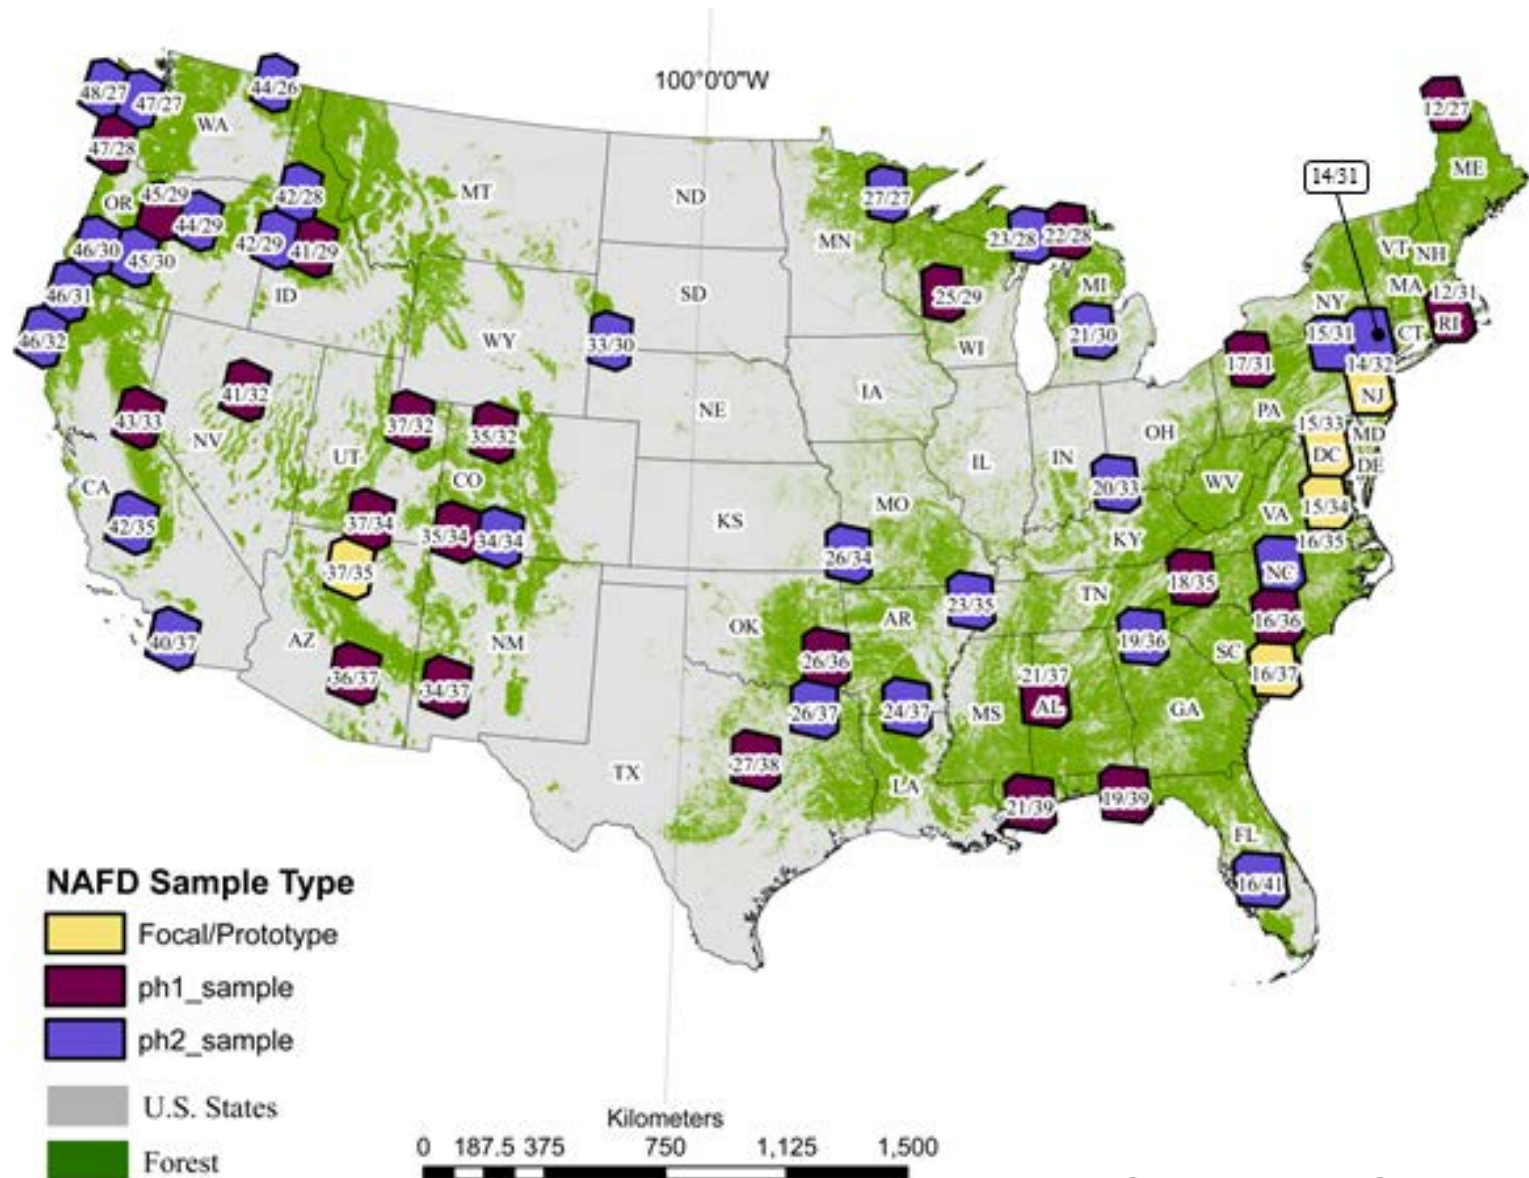 100°0'0"W
48/27
47/27
44/26
12/27
WA
47/28
14/31
ME
45/29
42/28
MT
ND
27/27
OR
44/29
MN
23/28
22/28
VT
NH
46/30
45/30
42/29
41/29
ID
SD
25/29
MI
MA
12/31
46/31
NY
RI
46/32
WY
33/30
WI
21/30
15/31
CT
17/31
14/32
41/32
IA
NJ
43/33
NV
37/32
35/32
NE
OH
PA
15/33
MD
UT
CO
IL
IN
DC
DE
CA
20/33
WV
42/35
37/34
35/34
34/34
KS
MO
15/34
VA
KY
16/35
26/34
37/35
18/35
NC
TN
23/35
40/37
AZ
NM
OK
AR
19/36
16/36
SC
36/37
34/37
26/36
21/37
16/37
26/37
24/37
MS
AL
GA
TX
27/38
LA
21/39
19/39
FL
16/41
NAFD Sample Type
Focal/Prototype
ph1_sample
ph2_sample
U.S. States
Forest
Kilometers
0 187.5 375 750 1,125 1,500